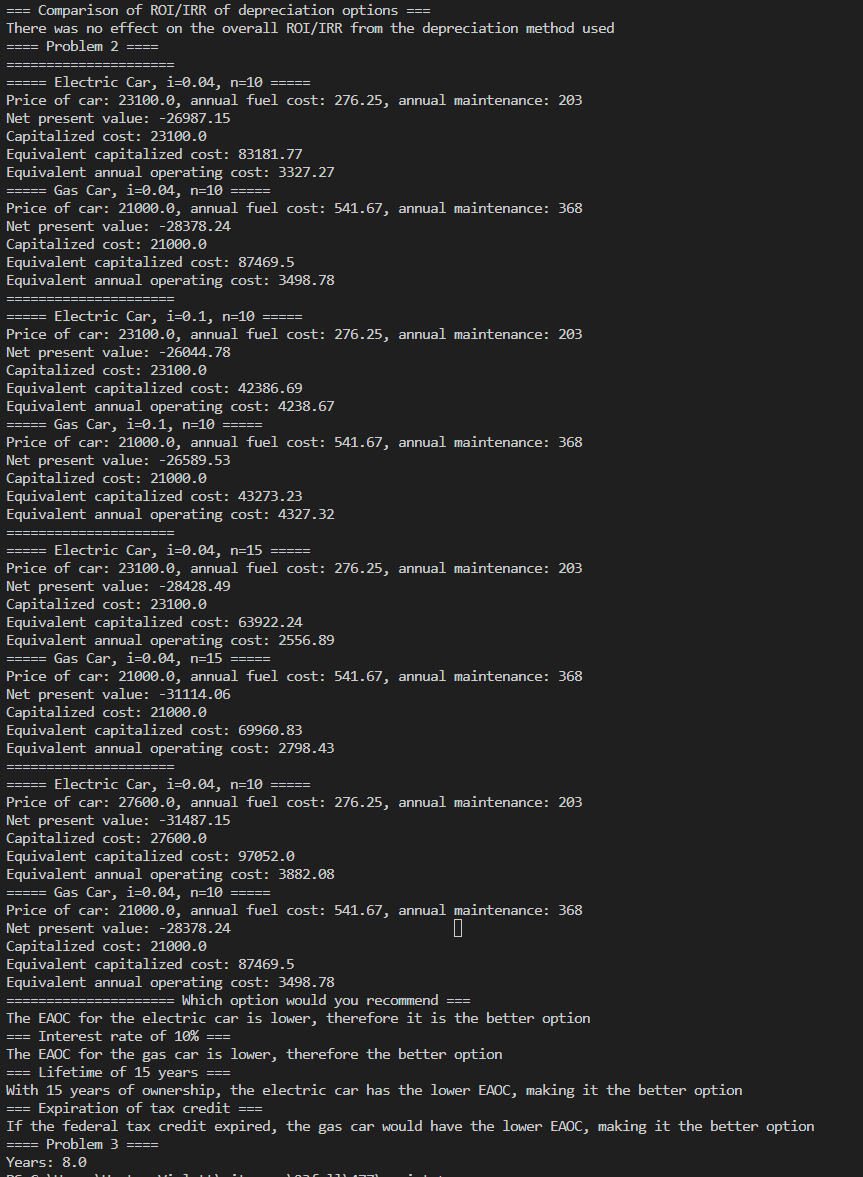 === Comparison of ROI/IRR of depreciation options ===
There was no effect on the overall ROI/IRR from the depreciation method used
==== Problem 2 ====
=====================
===== Electric Car, i=0.04, n=10 =====
Price of car: 23100.0, annual fuel cost: 276.25, annual maintenance: 203
Net present value: -26987.15
Capitalized cost: 23100.0
Equivalent capitalized cost: 83181.77
Equivalent annual operating cost: 3327.27
===== Gas Car, i=0.04, n=10 =====
Price of car: 21000.0, annual fuel cost: 541.67, annual maintenance: 368
Net present value: -28378.24
Capitalized cost: 21000.0
Equivalent capitalized cost: 87469.5
Equivalent annual operating cost: 3498.78
=====================
===== Electric Car, i=0.1, n=10 =====
Price of car: 23100.0, annual fuel cost: 276.25, annual maintenance: 203
Net present value: -26044.78
Capitalized cost: 23100.0
Equivalent capitalized cost: 42386.69
Equivalent annual operating cost: 4238.67
===== Gas Car, i=0.1, n=10 =====
Price of car: 21000.0, annual fuel cost: 541.67, annual maintenance: 368
Net present value: -26589.53
Capitalized cost: 21000.0
Equivalent capitalized cost: 43273.23
Equivalent annual operating cost: 4327.32
=====================
===== Electric Car, i=0.04, n=15 =====
Price of car: 23100.0, annual fuel cost: 276.25, annual maintenance: 203
Net present value: -28428.49
Capitalized cost: 23100.0
Equivalent capitalized cost: 63922.24
Equivalent annual operating cost: 2556.89
===== Gas Car, i=0.04, n=15 =====
Price of car: 21000.0, annual fuel cost: 541.67, annual maintenance: 368
Net present value: -31114.06
Capitalized cost: 21000.0
Equivalent capitalized cost: 69960.83
Equivalent annual operating cost: 2798.43
=====================
===== Electric Car, i=0.04, n=10 =====
Price of car: 27600.0, annual fuel cost: 276.25, annual maintenance: 203
Net present value: -31487.15
Capitalized cost: 27600.0
Equivalent capitalized cost: 97052.0
Equivalent annual operating cost: 3882.08
===== Gas Car, i=0.04, n=10 =====
Price of car: 21000.0, annual fuel cost: 541.67, annual maintenance: 368
Net present value: -28378.24
Capitalized cost: 21000.0
Equivalent capitalized cost: 87469.5
Equivalent annual operating cost: 3498.78
===================== Which option would you recommend ===
The EAOC for the electric car is lower, therefore it is the better option
=== Interest rate of 10% ===
The EAOC for the gas car is lower, therefore the better option
=== Lifetime of 15 years ===
With 15 years of ownership, the electric car has the lower EAOC, making it the better option
=== Expiration of tax credit ===
If the federal tax credit expired, the gas car would have the lower EAOC, making it the better option
==== Problem 3 ====
Years: 8.0